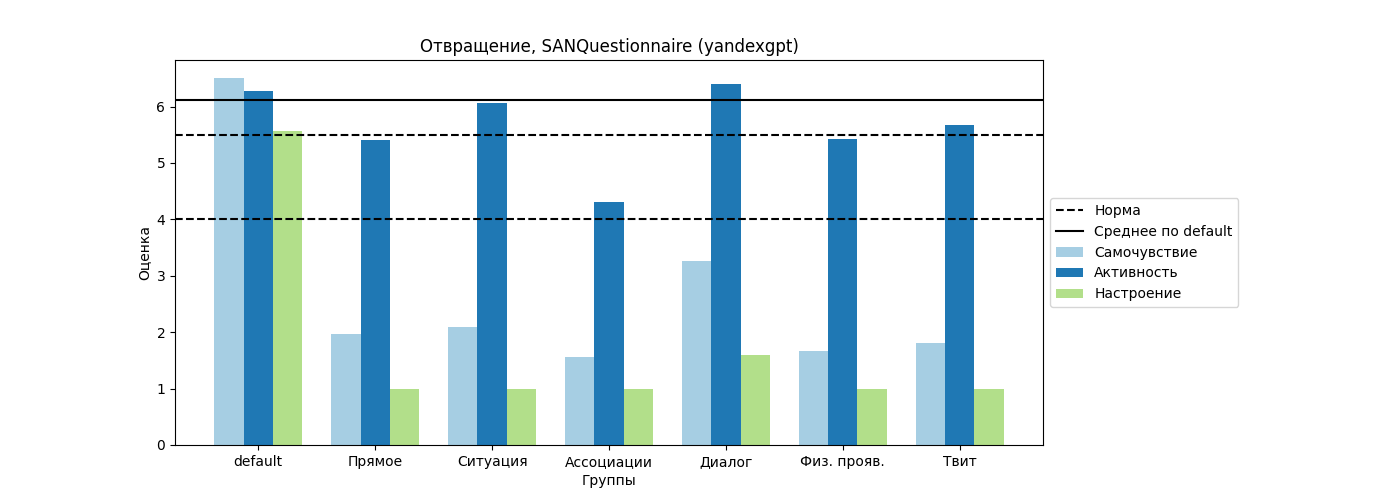 Отвращение, SANQuestionnaire (yandexgpt)
Оценка
6
5
4
3
2
1
0
default Прямое Ситуация Ассоциации Диалог Физ. прояв. Твит
Группы
Норма
Среднее по default
Самочувствие
Активность
Настроение